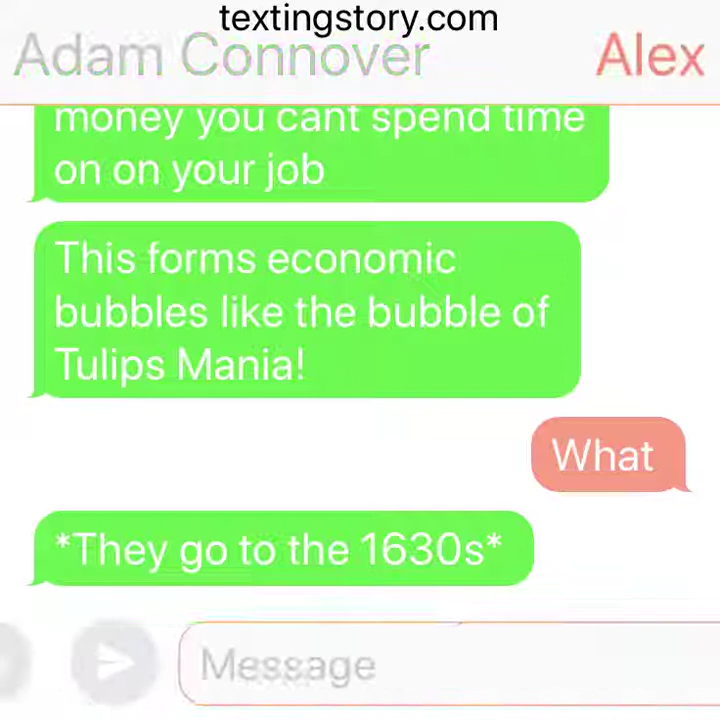 textingstory.com
Adam Connover Alex
money you cant spend time
on on your job
This forms economic
bubbles like the bubble of
Tulips Mania!
What
*They go to the 1630s*
Message